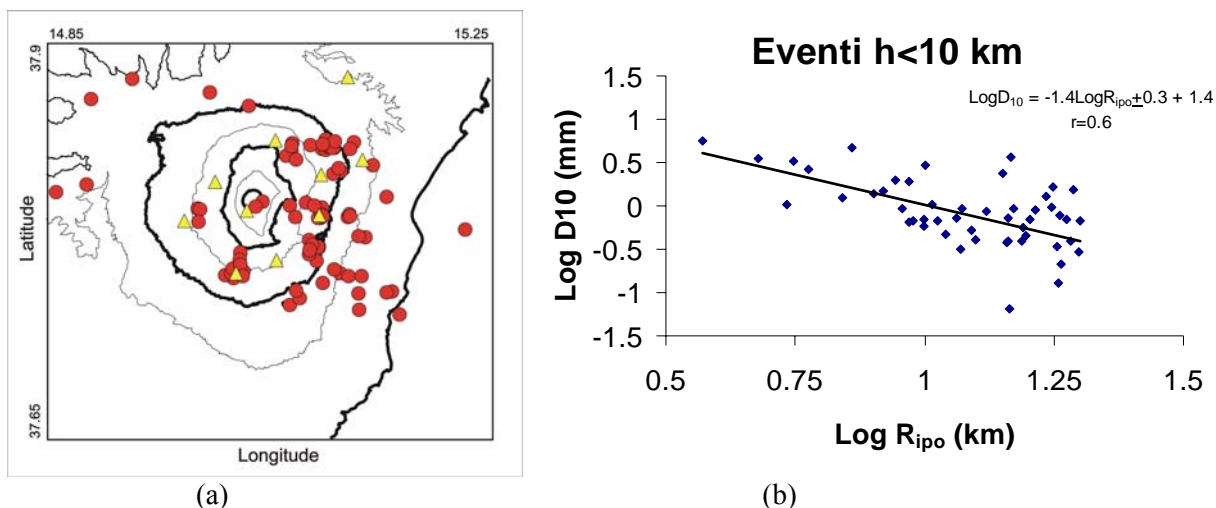 14.85
15.25
37.9
Latitude
37.65
Longitude
(a)
Eventi h<10 km
LogD10 = -1.4LogRipo±0.3 + 1.4
r=0.6
1.5
1
0.5
0
-0.5
-1
-1.5
Log D10 (mm)
0.5
0.75
1
1.25
1.5
Log Ripo (km)
(b)